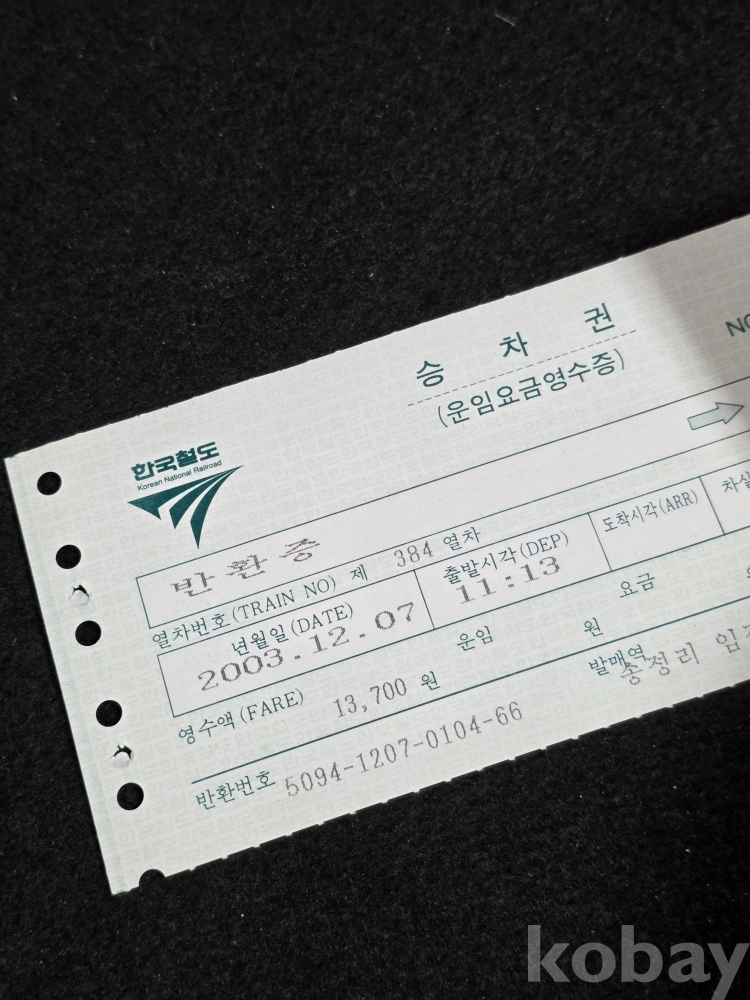 승 차 권
(운임요금영수증)
한국철도
Korean National Railroad
반환증
열차번호(TRAIN NO) 제 384 열차
년월일(DATE) 출발시각(DEP) 도착시각(ARR)
2003.12.07 11:13
운임 원 요금
영수액(FARE) 13,700 원
발매역 송정리
반환번호 5094-1207-0104-66
kobay